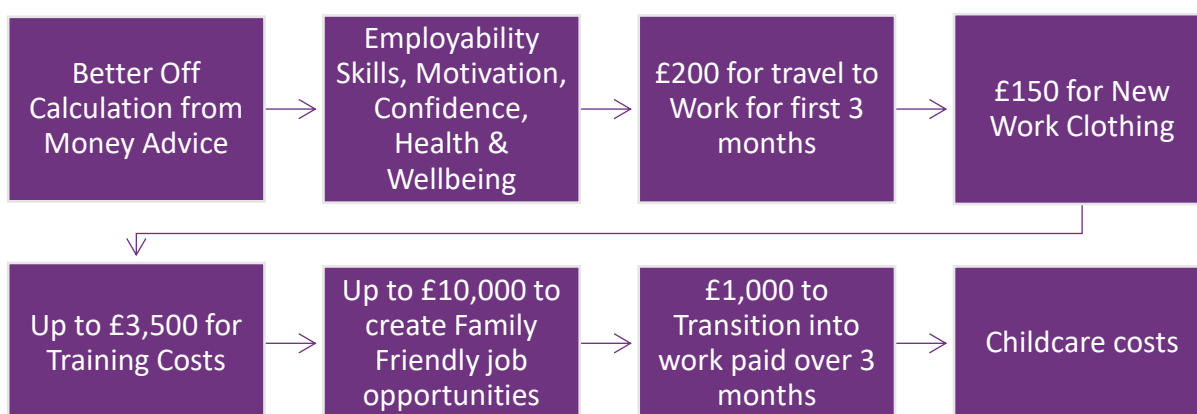 Better Off
Calculation from
Money Advice
Employability
Skills, Motivation,
Confidence,
Health &
Wellbeing
£200 for travel to
Work for first 3
months
£150 for New
Work Clothing
Up to £3,500 for
Training Costs
Up to £10,000 to
create Family
Friendly job
opportunities
£1,000 to
Transition into
work paid over 3
months
Childcare costs